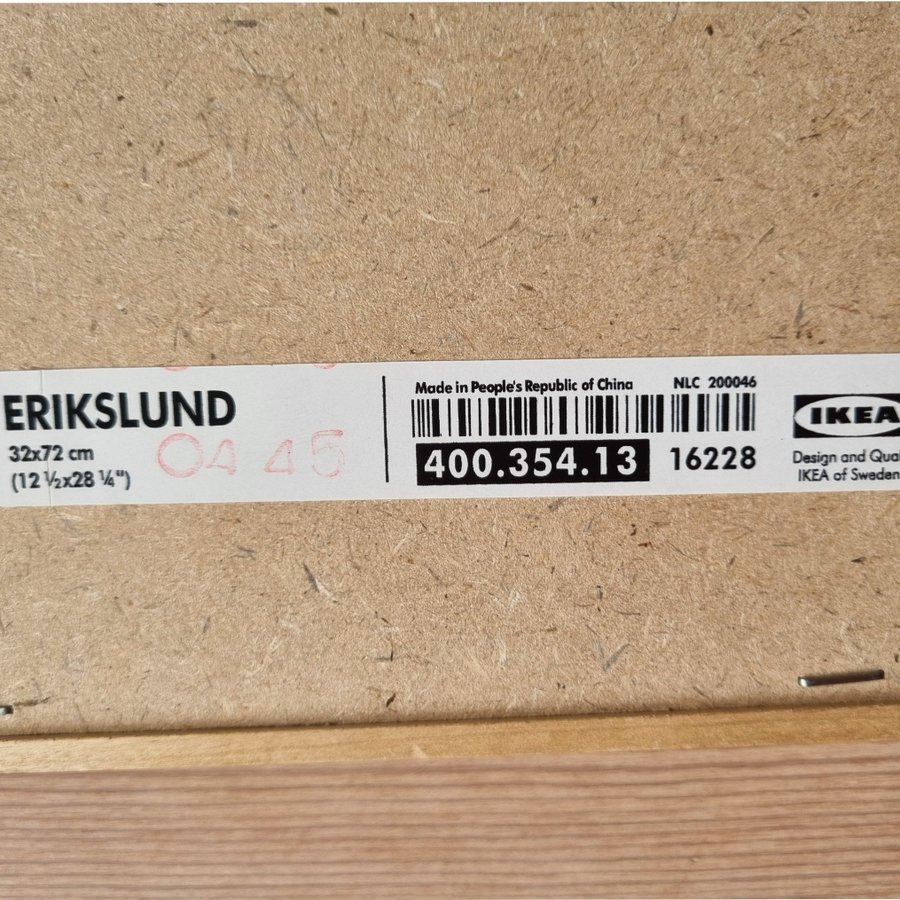 ERIKSLUND
32x72 cm
(12 ½x28 ¼")
04 45
Made in People's Republic of China
NLC 200046
400.354.13
16228
IKEA
Design and Qua
IKEA of Sweden